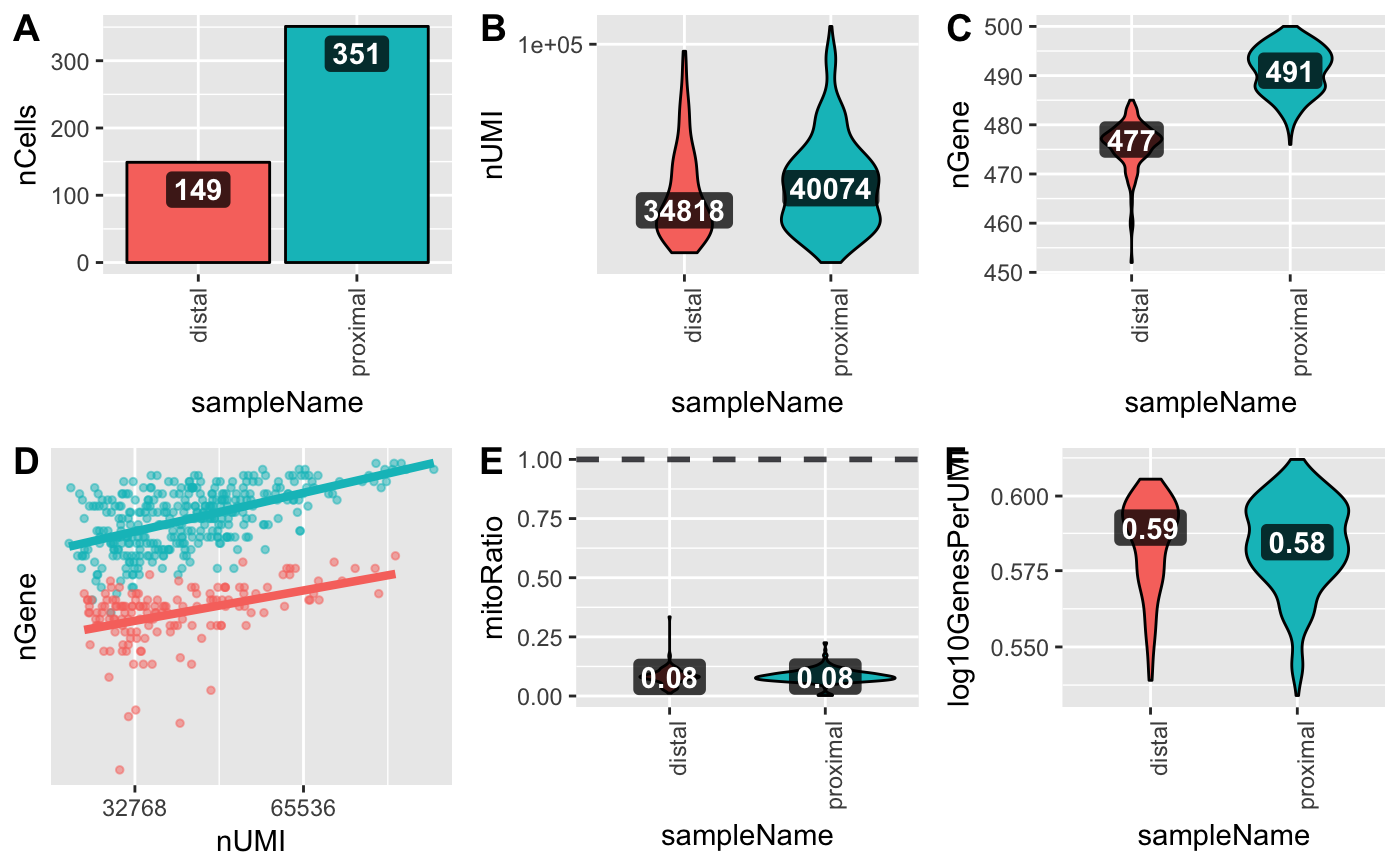 A
nCells
300
200
100
0
351
149
distal
proximal
sampleName
B
nUMI
1e+05
34818
40074
distal
proximal
sampleName
C
nGene
500
490
480
470
460
450
491
477
distal
proximal
sampleName
D
nGene
32768
65536
nUMI
E
mitoRatio
1.00
0.75
0.50
0.25
0.00
0.08
0.08
distal
proximal
sampleName
F
log10GenesPerUMI
0.600
0.575
0.550
0.59
0.58
distal
proximal
sampleName